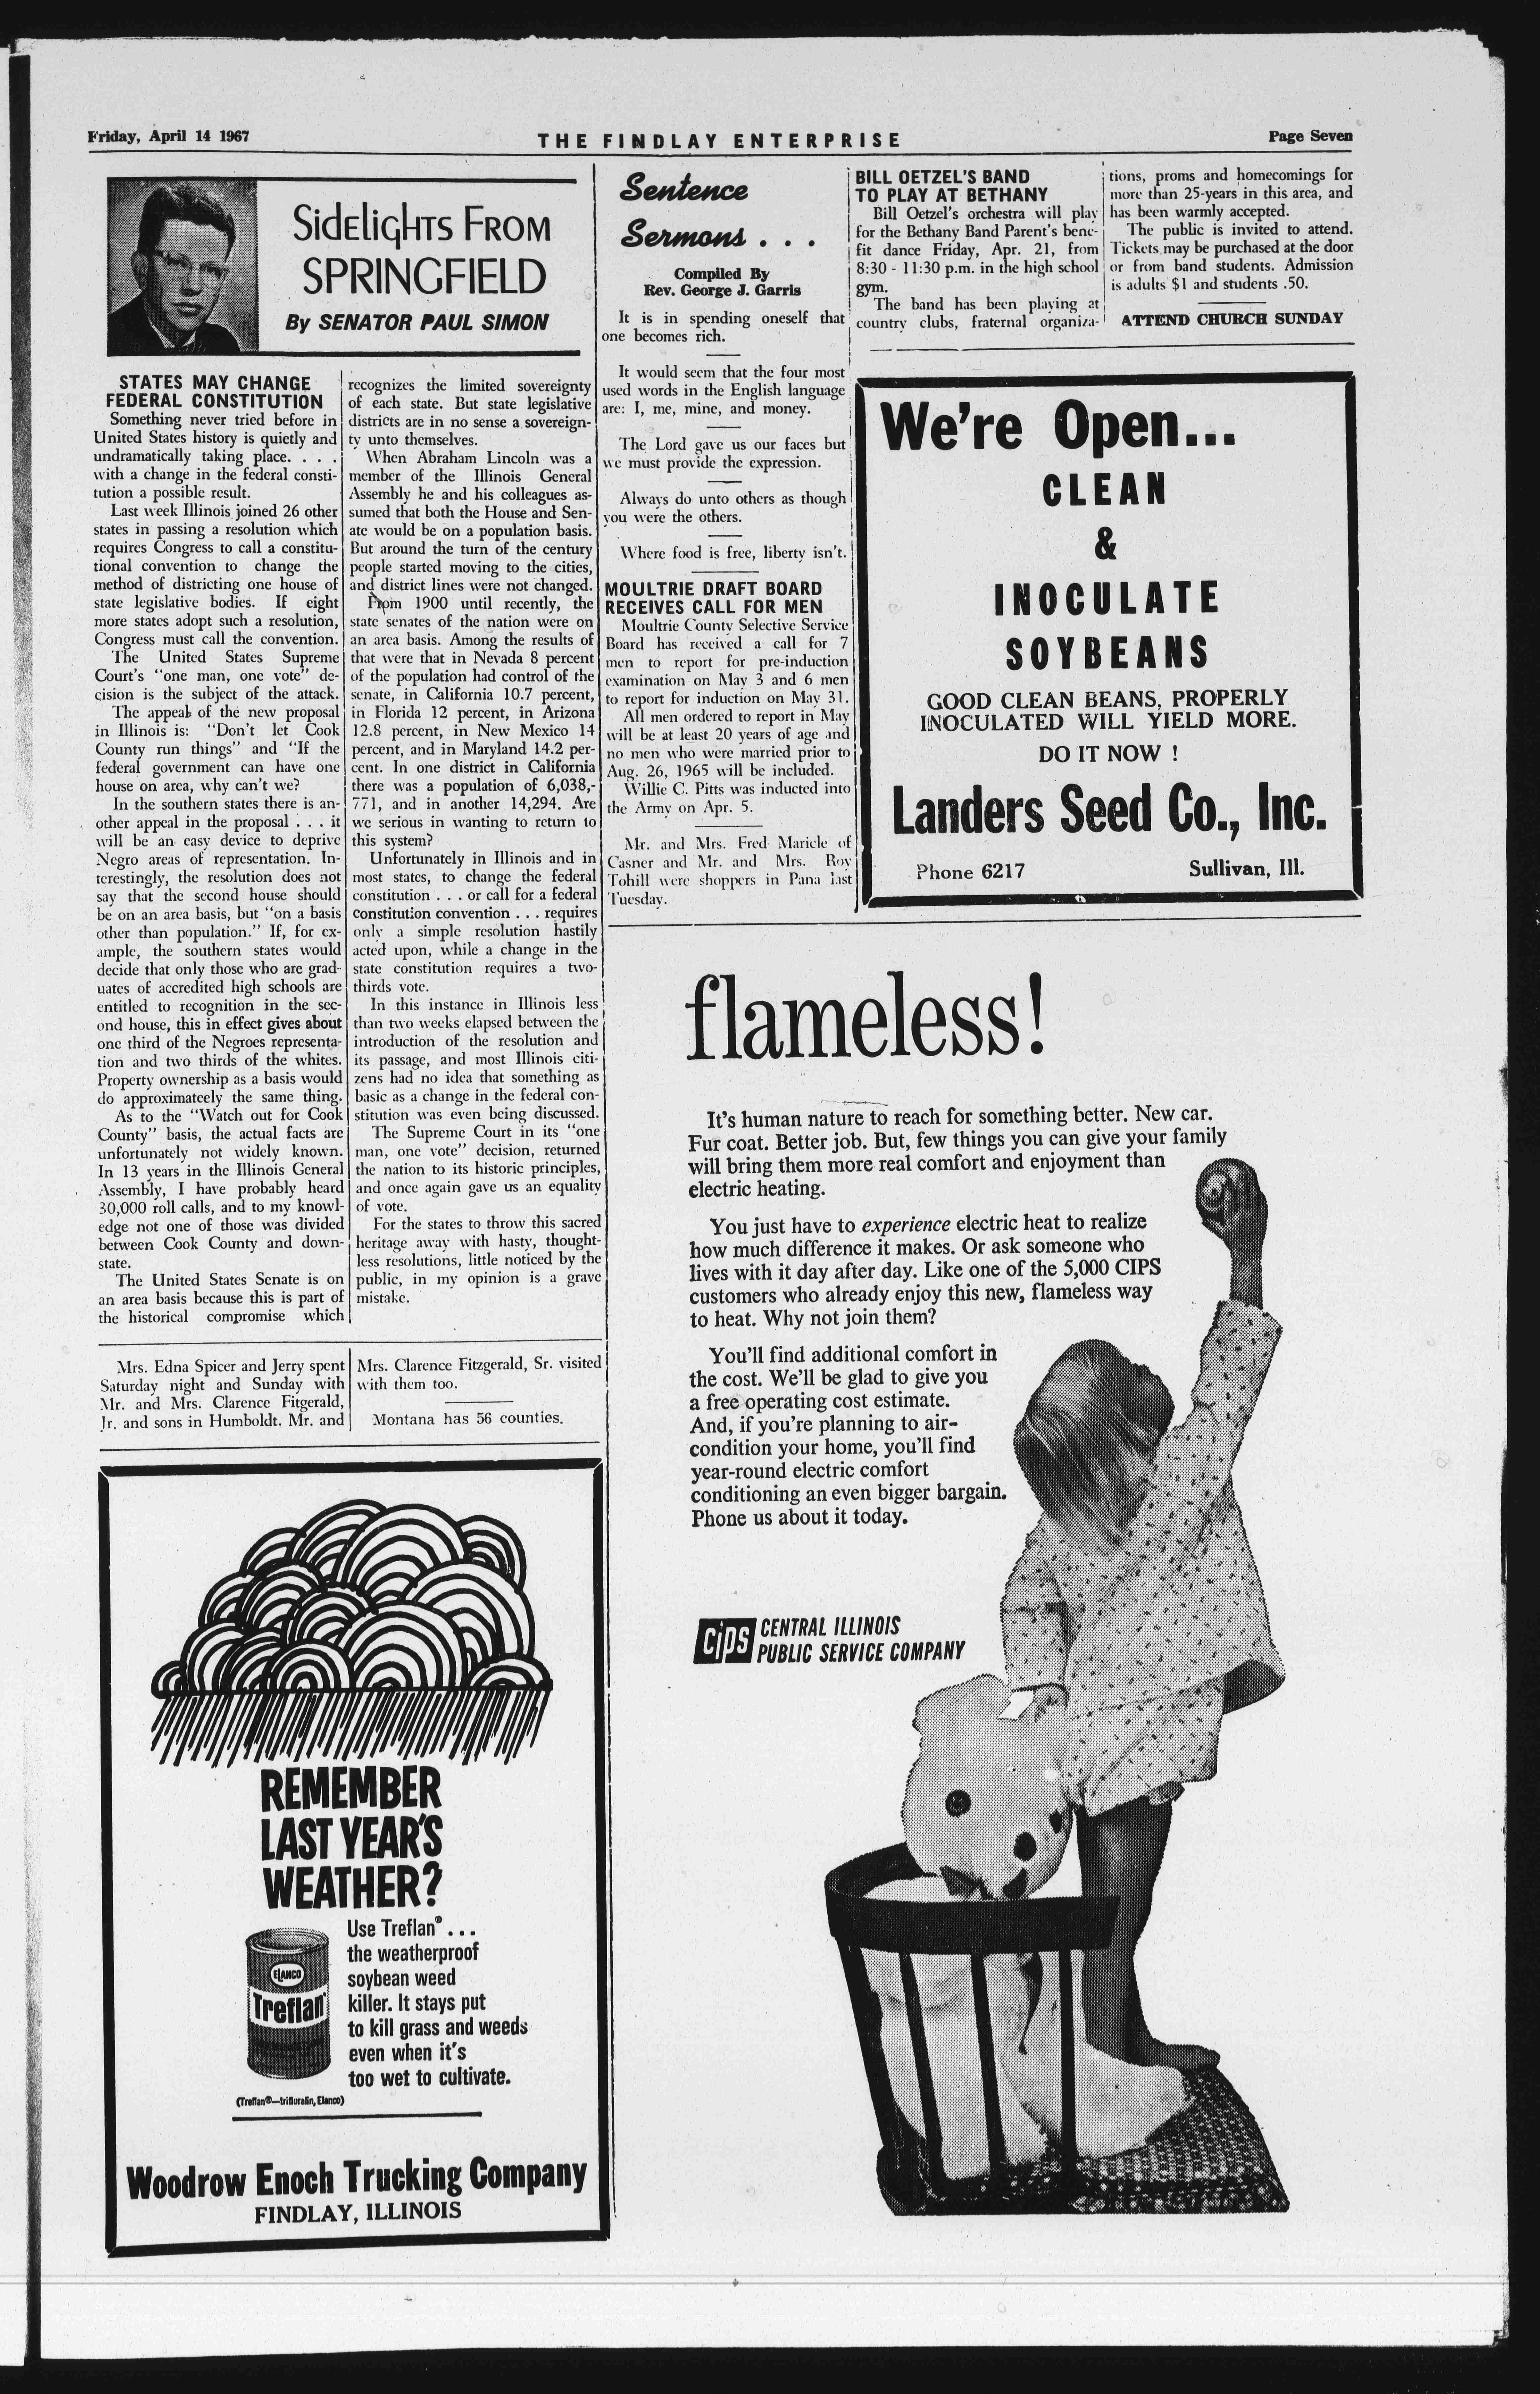 Friday, April 14 1967
THE FINDLAY ENTERPRISE
Page Seven
Sidelights From
SPRINGFIELD
By SENATOR PAUL SIMON
STATES MAY CHANGE
FEDERAL CONSTITUTION
Something never tried before in
United States history is quietly and
undramatically taking place. . . .
with a change in the federal consti-
tution a possible result.
Last week Illinois joined 26 other
states in passing a resolution which
requires Congress to call a constitu-
tional convention to change the
method of districting one house of
state legislative bodies. If eight
more states adopt such a resolution,
Congress must call the convention.
The United States Supreme
Court's "one man, one vote" de-
cision is the subject of the attack.
The appeal of the new proposal
in Illinois is: "Don't let Cook
County run things" and "If the
federal government can have one
house on area, why can't we?
In the southern states there is an-
other appeal in the proposal . . . it
will be an easy device to deprive
Negro areas of representation. In-
terestingly, the resolution does not
say that the second house should
be on an area basis, but "on a basis
other than population." If, for ex-
ample, the southern states would
decide that only those who are grad-
uates of accredited high schools are
entitled to recognition in the sec-
ond house, this in effect gives about
one third of the Negroes representa-
tion and two thirds of the whites.
Property ownership as a basis would
do approximateely the same thing.
As to the "Watch out for Cook
County" basis, the actual facts are
unfortunately not widely known.
In 13 years in the Illinois General
Assembly, I have probably heard
30,000 roll calls, and to my knowl-
edge not one of those was divided
between Cook County and down-
state.
The United States Senate is on
an area basis because this is part of
the historical compromise which
recognizes the limited sovereignty
of each state. But state legislative
districts are in no sense a sovereign-
ty unto themselves.
When Abraham Lincoln was a
member of the Illinois General
Assembly he and his colleagues as-
sumed that both the House and Sen-
ate would be on a population basis.
But around the turn of the century
people started moving to the cities,
and district lines were not changed.
From 1900 until recently, the
state senates of the nation were on
an area basis. Among the results of
that were that in Nevada 8 percent
of the population had control of the
senate, in California 10.7 percent,
in Florida 12 percent, in Arizona
12.8 percent, in New Mexico 14
percent, and in Maryland 14.2 per-
cent. In one district in California
there was a population of 6,038,-
771, and in another 14,294. Are
we serious in wanting to return to
this system?
Unfortunately in Illinois and in
most states, to change the federal
constitution . . . or call for a federal
constitution convention . . . requires
only a simple resolution hastily
acted upon, while a change in the
state constitution requires a two-
thirds vote.
In this instance in Illinois less
than two weeks elapsed between the
introduction of the resolution and
its passage, and most Illinois citi-
zens had no idea that something as
basic as a change in the federal con-
stitution was even being discussed.
The Supreme Court in its "one
man, one vote" decision, returned
the nation to its historic principles,
and once again gave us an equality
of vote.
For the states to throw this sacred
heritage away with hasty, thought-
less resolutions, little noticed by the
public, in my opinion is a grave
mistake.
Mrs. Edna Spicer and Jerry spent
Saturday night and Sunday with
Mr. and Mrs. Clarence Fitgerald,
Jr. and sons in Humboldt. Mr. and
Mrs. Clarence Fitzgerald, Sr. visited
with them too.
Montana has 56 counties.
REMEMBER
LAST YEAR'S
WEATHER?
Use Treflan® . . .
the weatherproof
soybean weed
killer. It stays put
to kill grass and weeds
even when it's
too wet to cultivate.
ELANCO
Treflan
(Treflan®—trifluralin, Elanco)
Woodrow Enoch Trucking Company
FINDLAY, ILLINOIS
Sentence
Sermons . . .
Compiled By
Rev. George J. Garris
It is in spending oneself that
one becomes rich.
It would seem that the four most
used words in the English language
are: I, me, mine, and money.
The Lord gave us our faces but
we must provide the expression.
Always do unto others as though
you were the others.
Where food is free, liberty isn't.
MOULTRIE DRAFT BOARD
RECEIVES CALL FOR MEN
Moultrie County Selective Service
Board has received a call for 7
men to report for pre-induction
examination on May 3 and 6 men
to report for induction on May 31.
All men ordered to report in May
will be at least 20 years of age and
no men who were married prior to
Aug. 26, 1965 will be included.
Willie C. Pitts was inducted into
the Army on Apr. 5.
Mr. and Mrs. Fred Maricle of
Casner and Mr. and Mrs. Roy
Tohill were shoppers in Pana last
Tuesday.
BILL OETZEL'S BAND
TO PLAY AT BETHANY
Bill Oetzel's orchestra will play
for the Bethany Band Parent's bene-
fit dance Friday, Apr. 21, from
8:30 - 11:30 p.m. in the high school
gym.
The band has been playing at
country clubs, fraternal organiza-
tions, proms and homecomings for
more than 25-years in this area, and
has been warmly accepted.
The public is invited to attend.
Tickets may be purchased at the door
or from band students. Admission
is adults $1 and students .50.
ATTEND CHURCH SUNDAY
We're Open...
CLEAN
&
INOCULATE
SOYBEANS
GOOD CLEAN BEANS, PROPERLY
INOCULATED WILL YIELD MORE.
DO IT NOW !
Landers Seed Co., Inc.
Phone 6217
Sullivan, Ill.
flameless!
It's human nature to reach for something better. New car.
Fur coat. Better job. But, few things you can give your family
will bring them more real comfort and enjoyment than
electric heating.
You just have to experience electric heat to realize
how much difference it makes. Or ask someone who
lives with it day after day. Like one of the 5,000 CIPS
customers who already enjoy this new, flameless way
to heat. Why not join them?
You'll find additional comfort in
the cost. We'll be glad to give you
a free operating cost estimate.
And, if you're planning to air-
condition your home, you'll find
year-round electric comfort
conditioning an even bigger bargain.
Phone us about it today.
CIPS CENTRAL ILLINOIS
PUBLIC SERVICE COMPANY